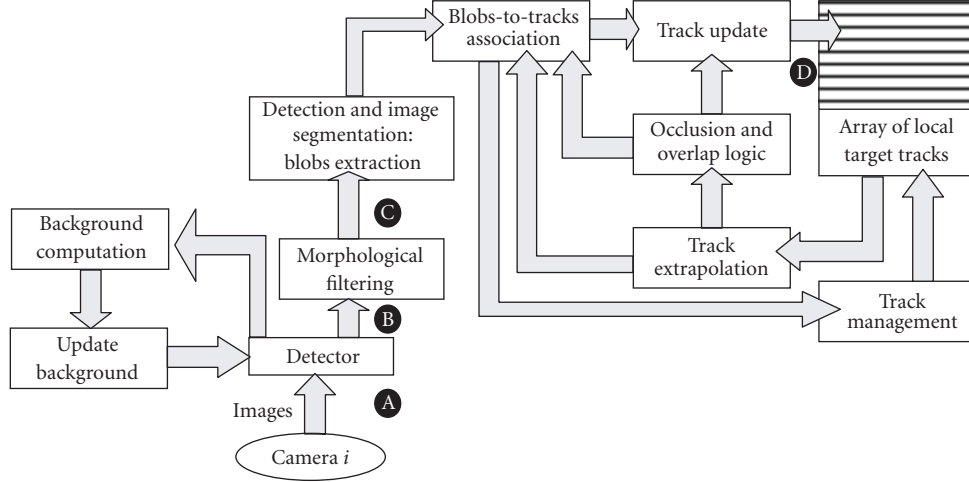 Blobs-to-tracks
association
Track update
D
Detection and image
segmentation:
blobs extraction
Occlusion and
overlap logic
Array of local
target tracks
C
Background
computation
Morphological
filtering
Track
extrapolation
Track
management
B
Update
background
Detector
A
Images
Camera i